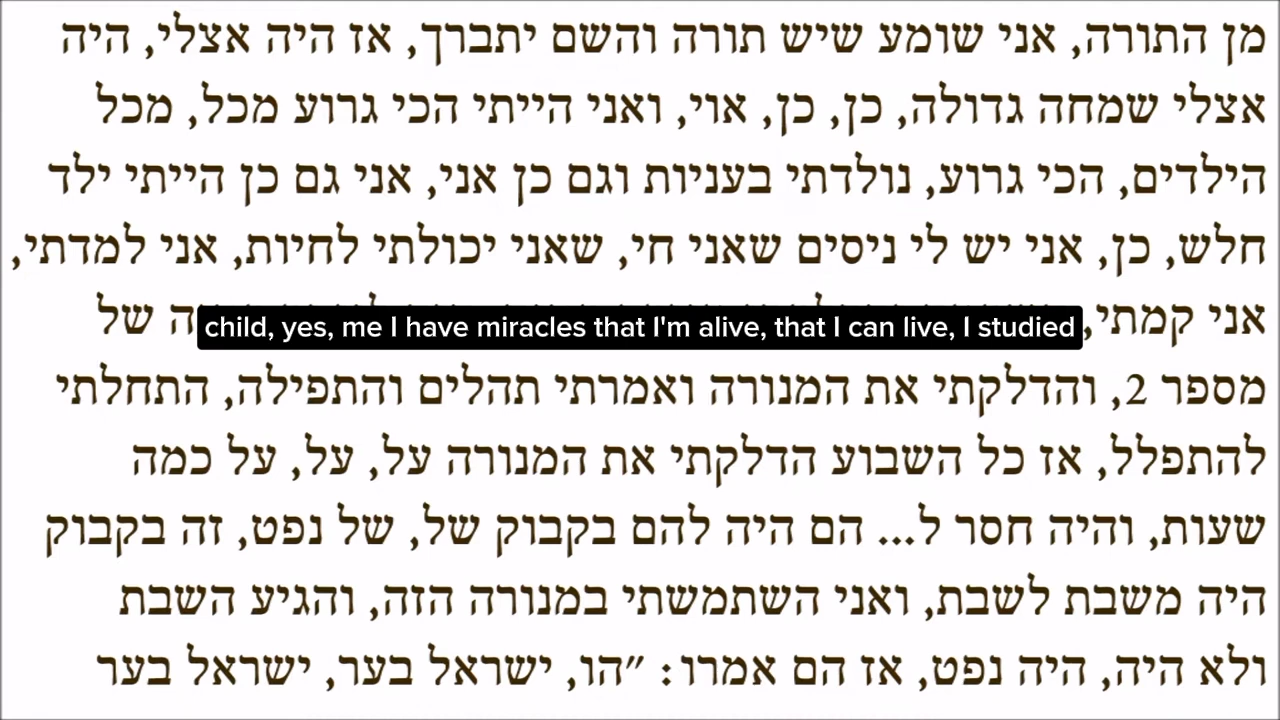 מן התורה, אני שומע שיש תורה והשם יתברך, אז היה אצלי, היה
אצלי שמחה גדולה, כן, כן, אוי, ואני הייתי הכי גרוע מכל, מכל
הילדים, הכי גרוע, נולדתי בעניות וגם כן אני, אני גם כן הייתי ילד
חלש, כן, אני יש לי ניסים שאני חי, שאני יכולתי לחיות, אני למדתי,
אני קמתי, ה של
child, yes, me I have miracles that I'm alive, that I can live, I studied
מספר 2, והדלקתי את המנורה ואמרתי תהלים והתפילה, התחלתי
להתפלל, אז כל השבוע הדלקתי את המנורה על, על, על כמה
שעות, והיה חסר ל... הם היה להם בקבוק של, של נפט, זה בקבוק
היה משבת לשבת, ואני השתמשתי במנורה הזה, והגיע השבת
ולא היה, היה נפט, אז הם אמרו: "הו, ישראל בער, ישראל בער